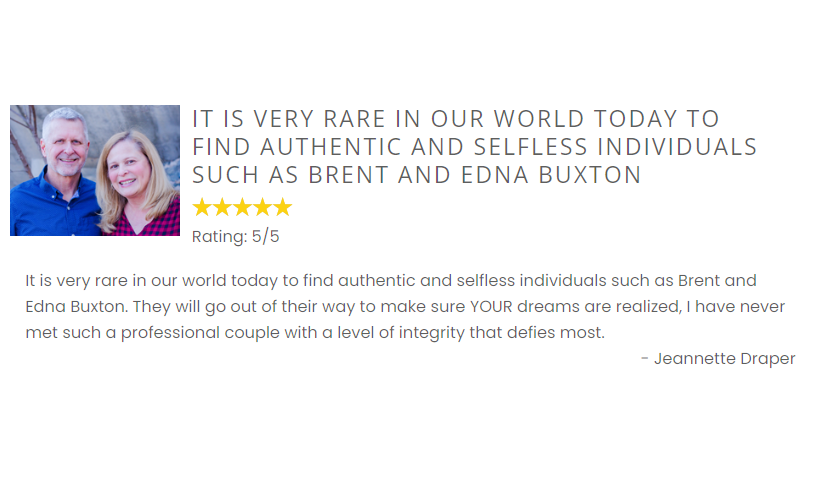 IT IS VERY RARE IN OUR WORLD TODAY TO
FIND AUTHENTIC AND SELFLESS INDIVIDUALS
SUCH AS BRENT AND EDNA BUXTON
Rating: 5/5
It is very rare in our world today to find authentic and selfless individuals such as Brent and
Edna Buxton. They will go out of their way to make sure YOUR dreams are realized, I have never
met such a professional couple with a level of integrity that defies most.
- Jeannette Draper